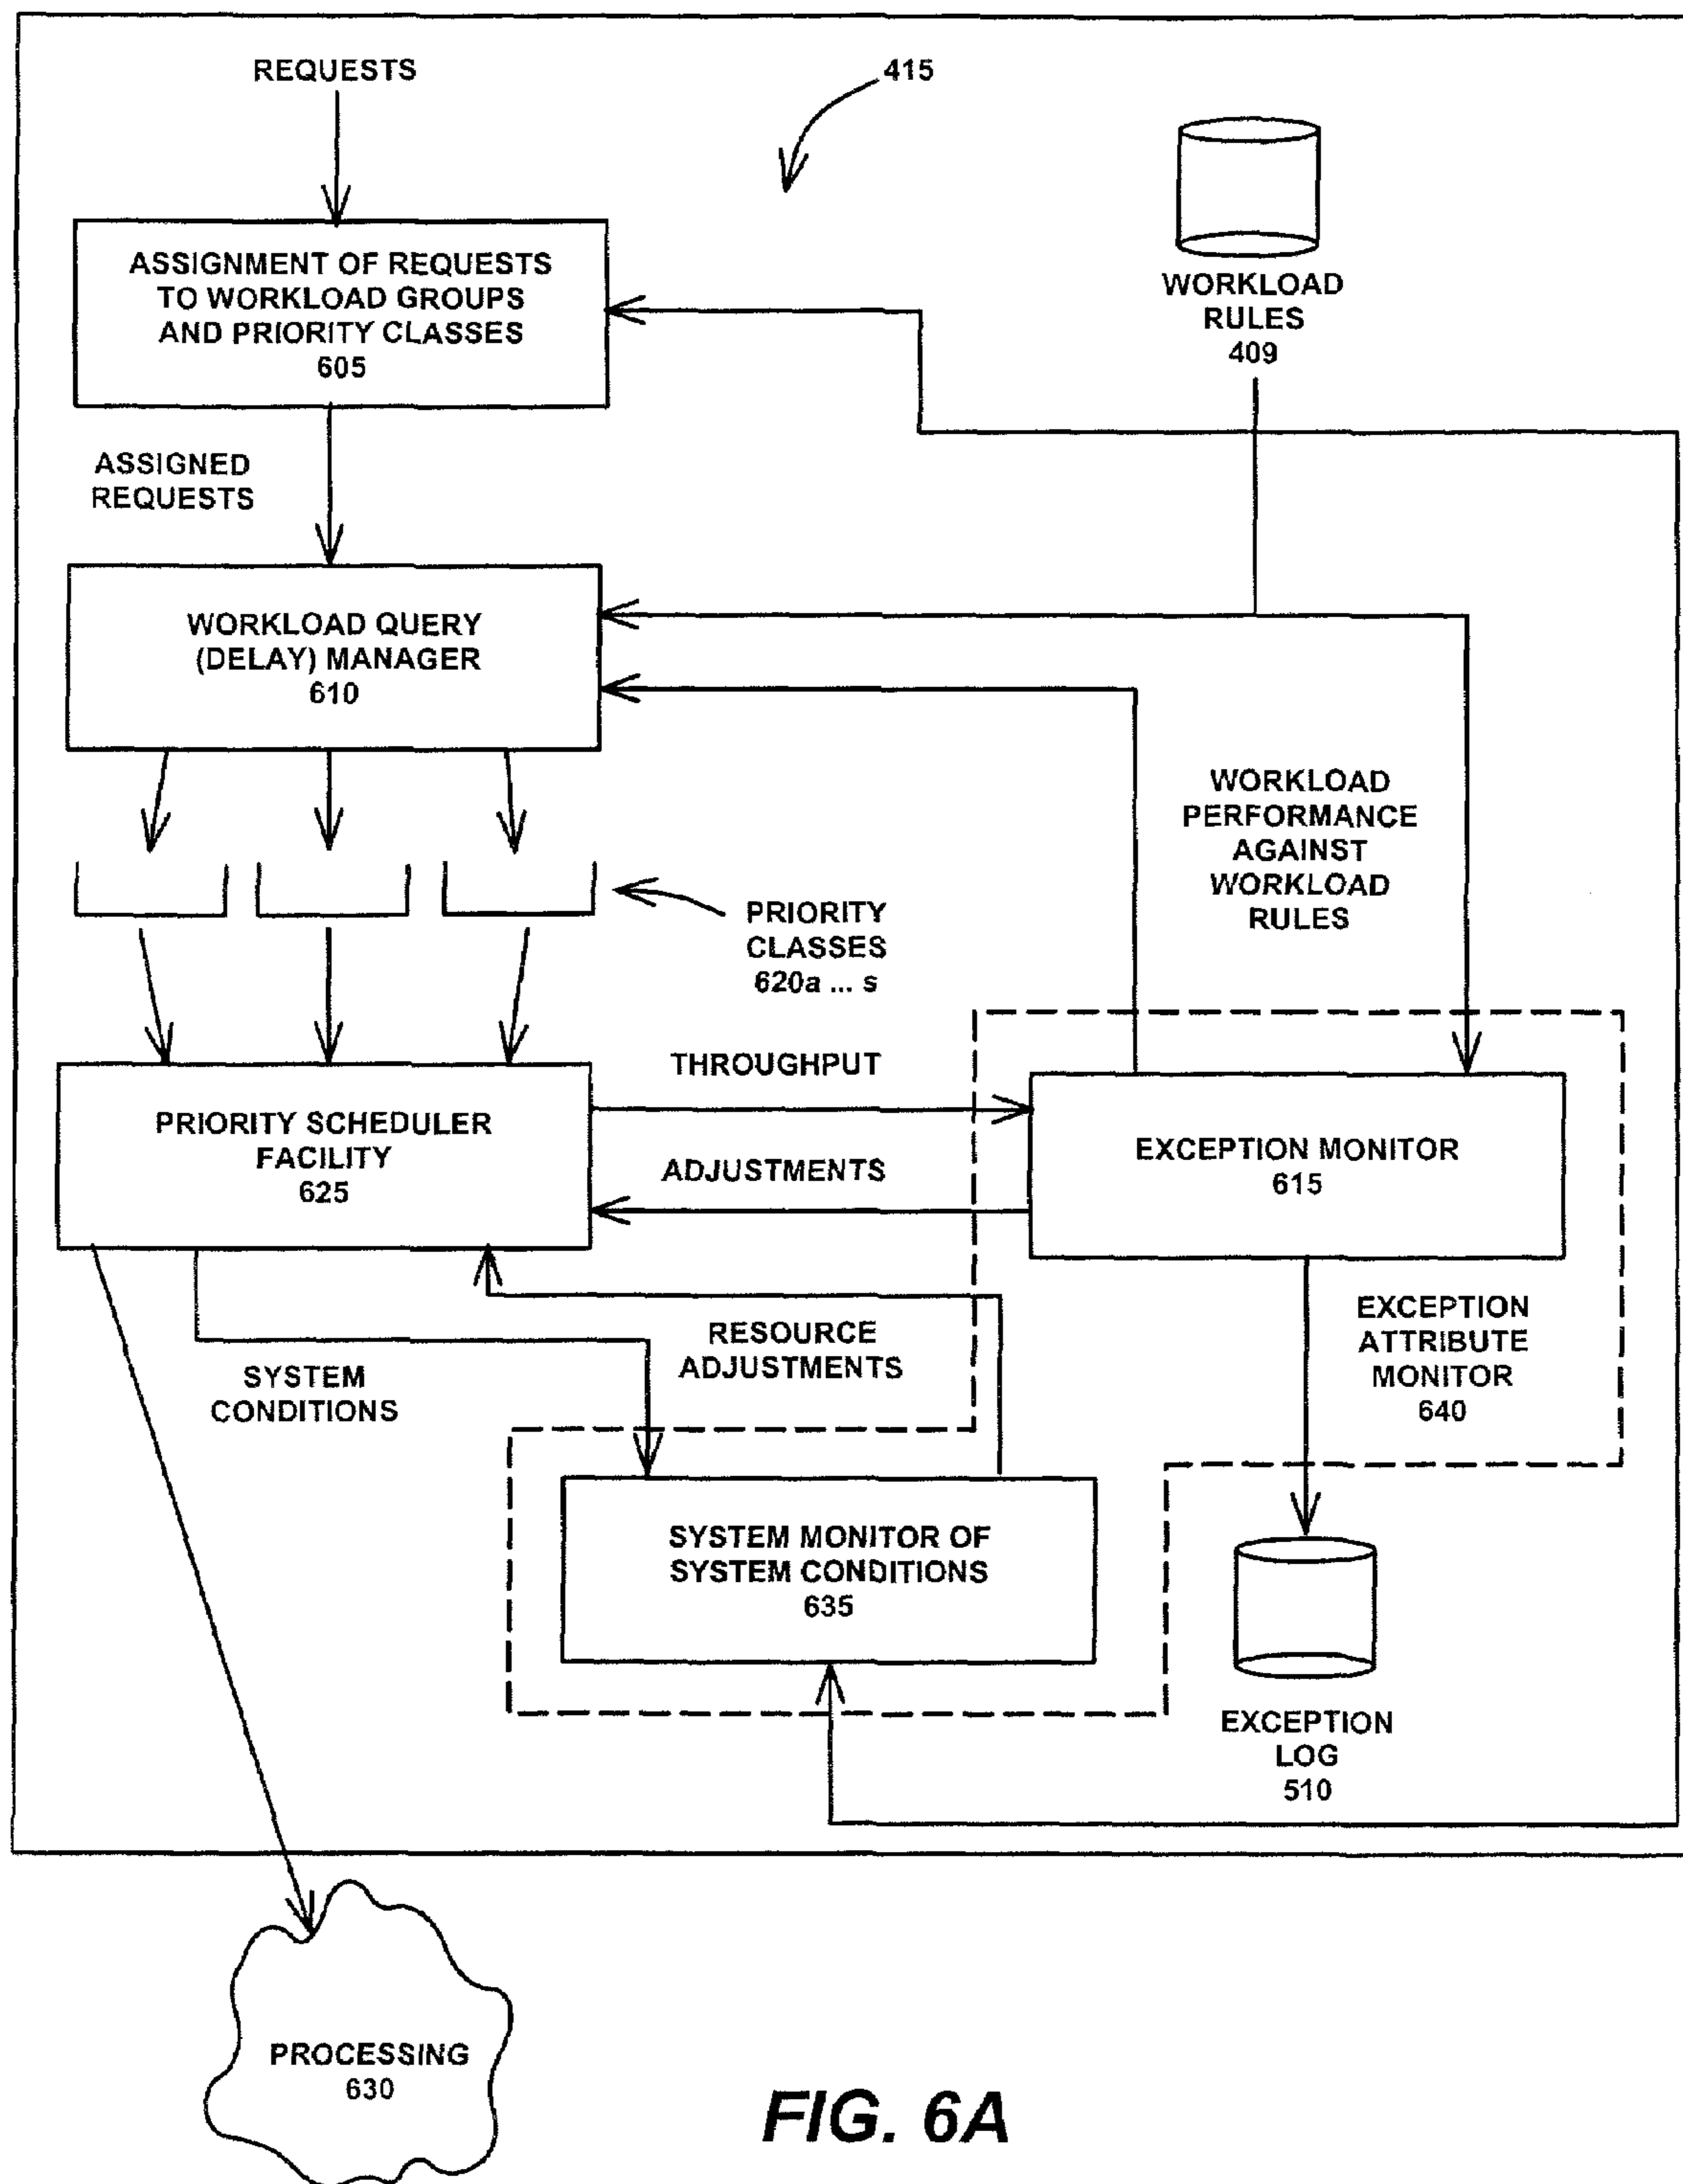 REQUESTS
415
ASSIGNMENT OF REQUESTS
TO WORKLOAD GROUPS
AND PRIORITY CLASSES
605
WORKLOAD
RULES
409
ASSIGNED
REQUESTS
WORKLOAD QUERY
(DELAY) MANAGER
610
WORKLOAD
PERFORMANCE
AGAINST
WORKLOAD
RULES
PRIORITY
CLASSES
620a ... s
THROUGHPUT
PRIORITY SCHEDULER
FACILITY
625
ADJUSTMENTS
EXCEPTION MONITOR
615
EXCEPTION
ATTRIBUTE
MONITOR
640
RESOURCE
ADJUSTMENTS
SYSTEM
CONDITIONS
SYSTEM MONITOR OF
SYSTEM CONDITIONS
635
EXCEPTION
LOG
510
PROCESSING
630
FIG. 6A